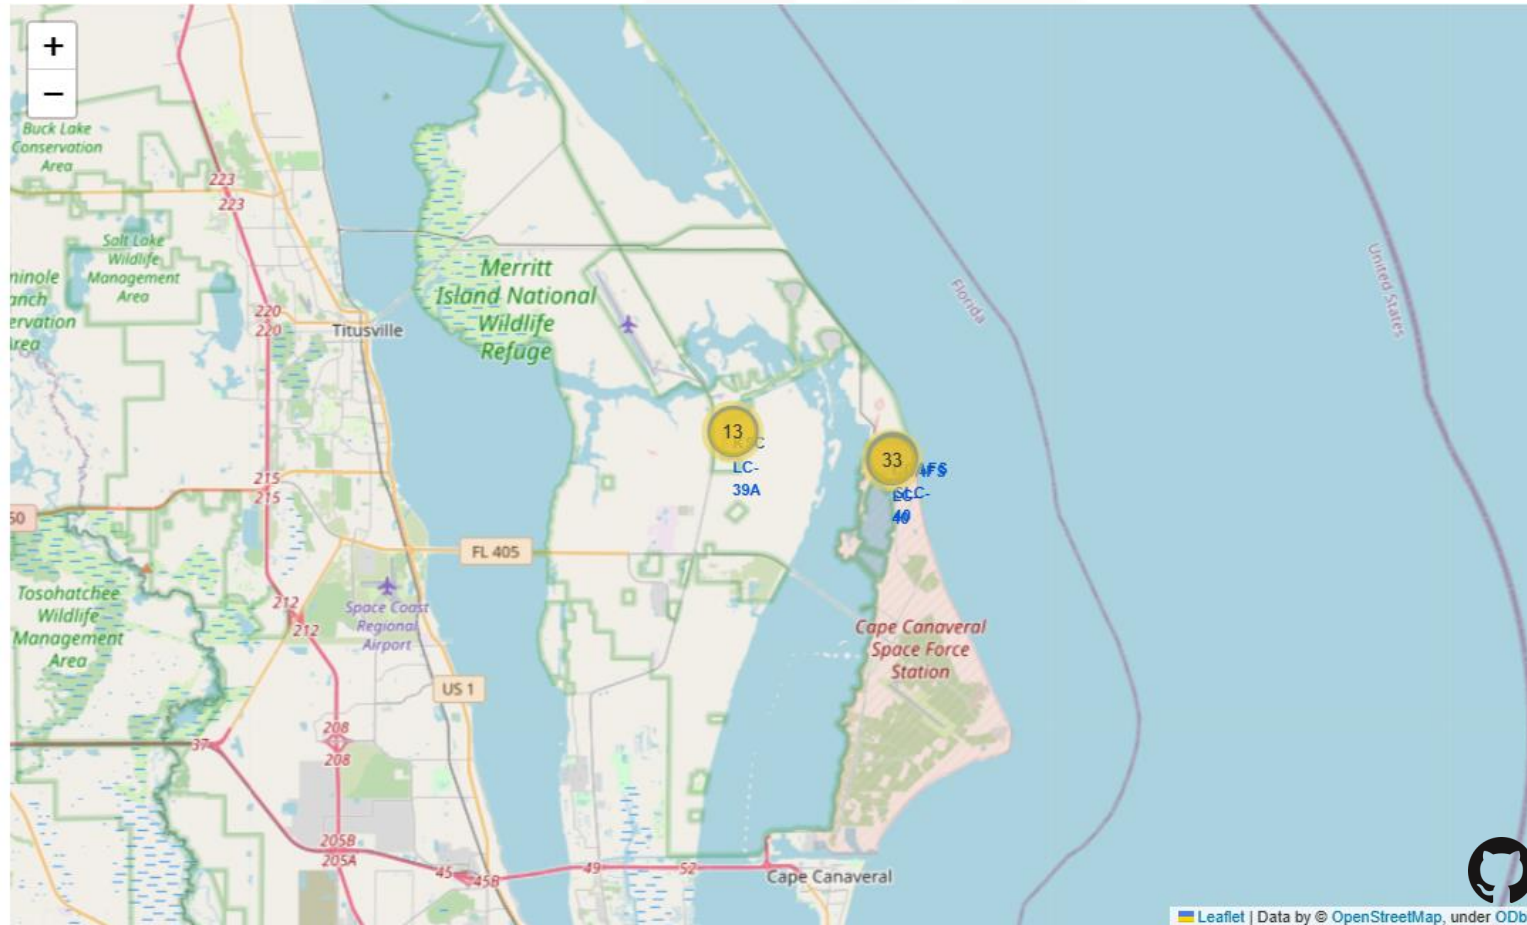 +
−
Buck Lake
Conservation
Area
223
223
Salt Lake
Wildlife
Management
Area
220
220
Titusville
Merritt
Island National
Wildlife
Refuge
Florida
United States
13
LC-
39A
33
215
215
50
FL 405
Tosohatchee
Wildlife
Management
Area
212
212
Space Coast
Regional
Airport
Cape Canaveral
Space Force
Station
US 1
208
208
37
205B
205A
45
45B
49
52
Cape Canaveral
Leaflet | Data by © OpenStreetMap, under ODb